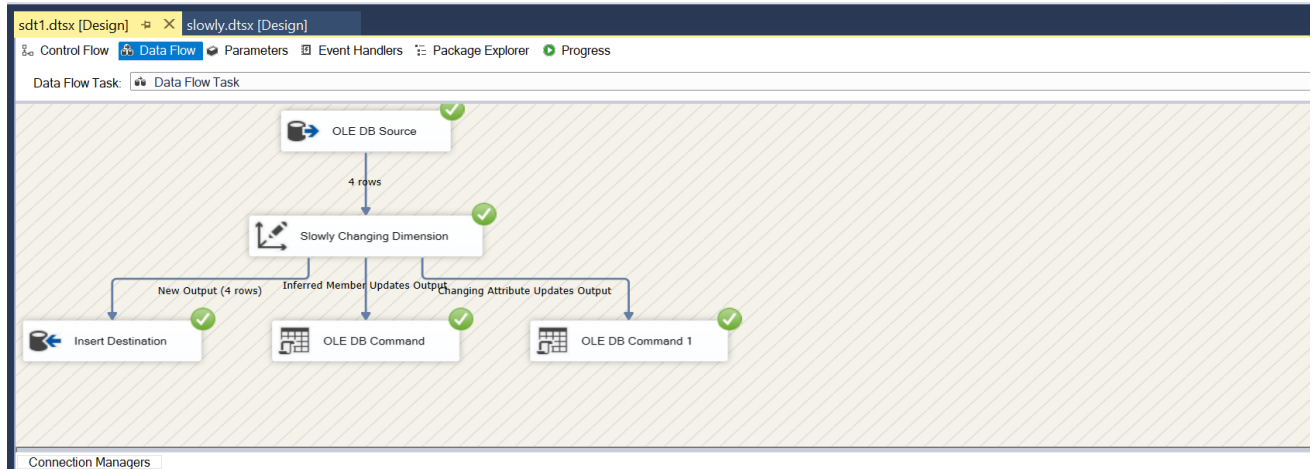 sdt1.dtsx [Design] slowly.dtsx [Design]
Control Flow Data Flow Parameters Event Handlers Package Explorer Progress
Data Flow Task: Data Flow Task
OLE DB Source
4 rows
Slowly Changing Dimension
New Output (4 rows) Inferred Member Updates Output Changing Attribute Updates Output
Insert Destination OLE DB Command OLE DB Command 1
Connection Managers